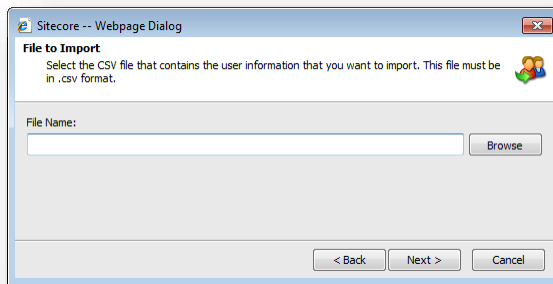 Sitecore -- Webpage Dialog
File to Import
Select the CSV file that contains the user information that you want to import. This file must be
in .csv format.
File Name:
Browse
< Back
Next >
Cancel